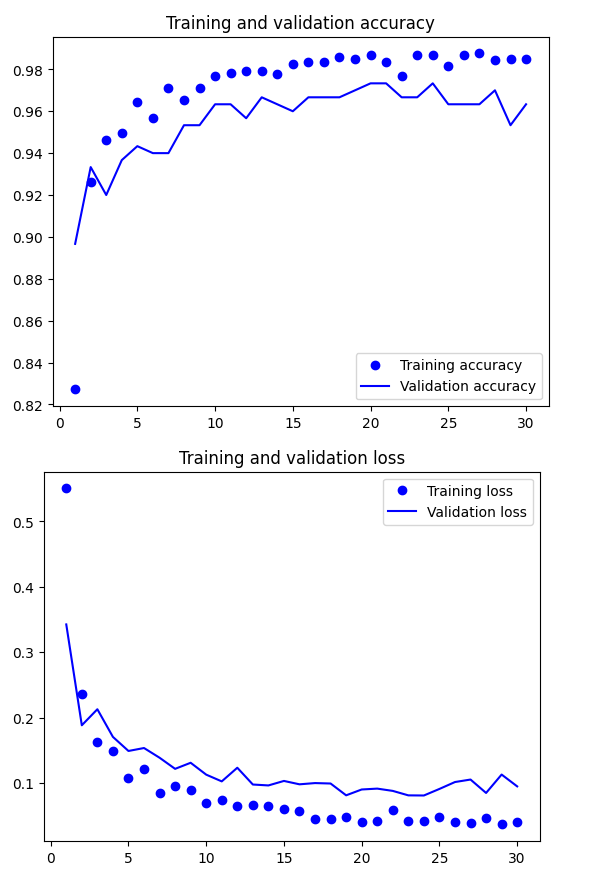 Training and validation accuracy
0.98
0.96
0.94
0.92
0.90
0.88
0.86
0.84
0.82
Training accuracy
Validation accuracy
0 5 10 15 20 25 30
Training and validation loss
Training loss
Validation loss
0.5
0.4
0.3
0.2
0.1
0 5 10 15 20 25 30